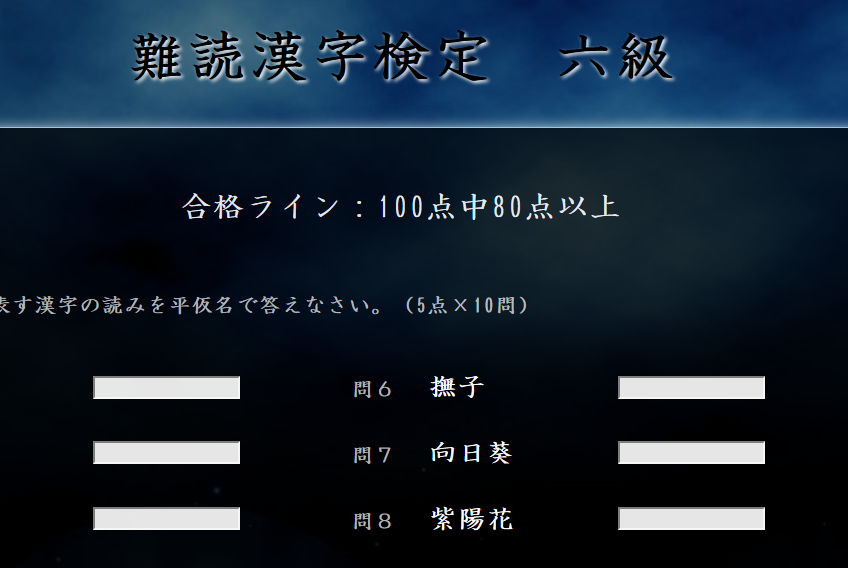 難読漢字検定　六級
合格ライン：100点中80点以上
表す漢字の読みを平仮名で答えなさい。（5点×10問）
問６ 撫子
問７ 向日葵
問８ 紫陽花